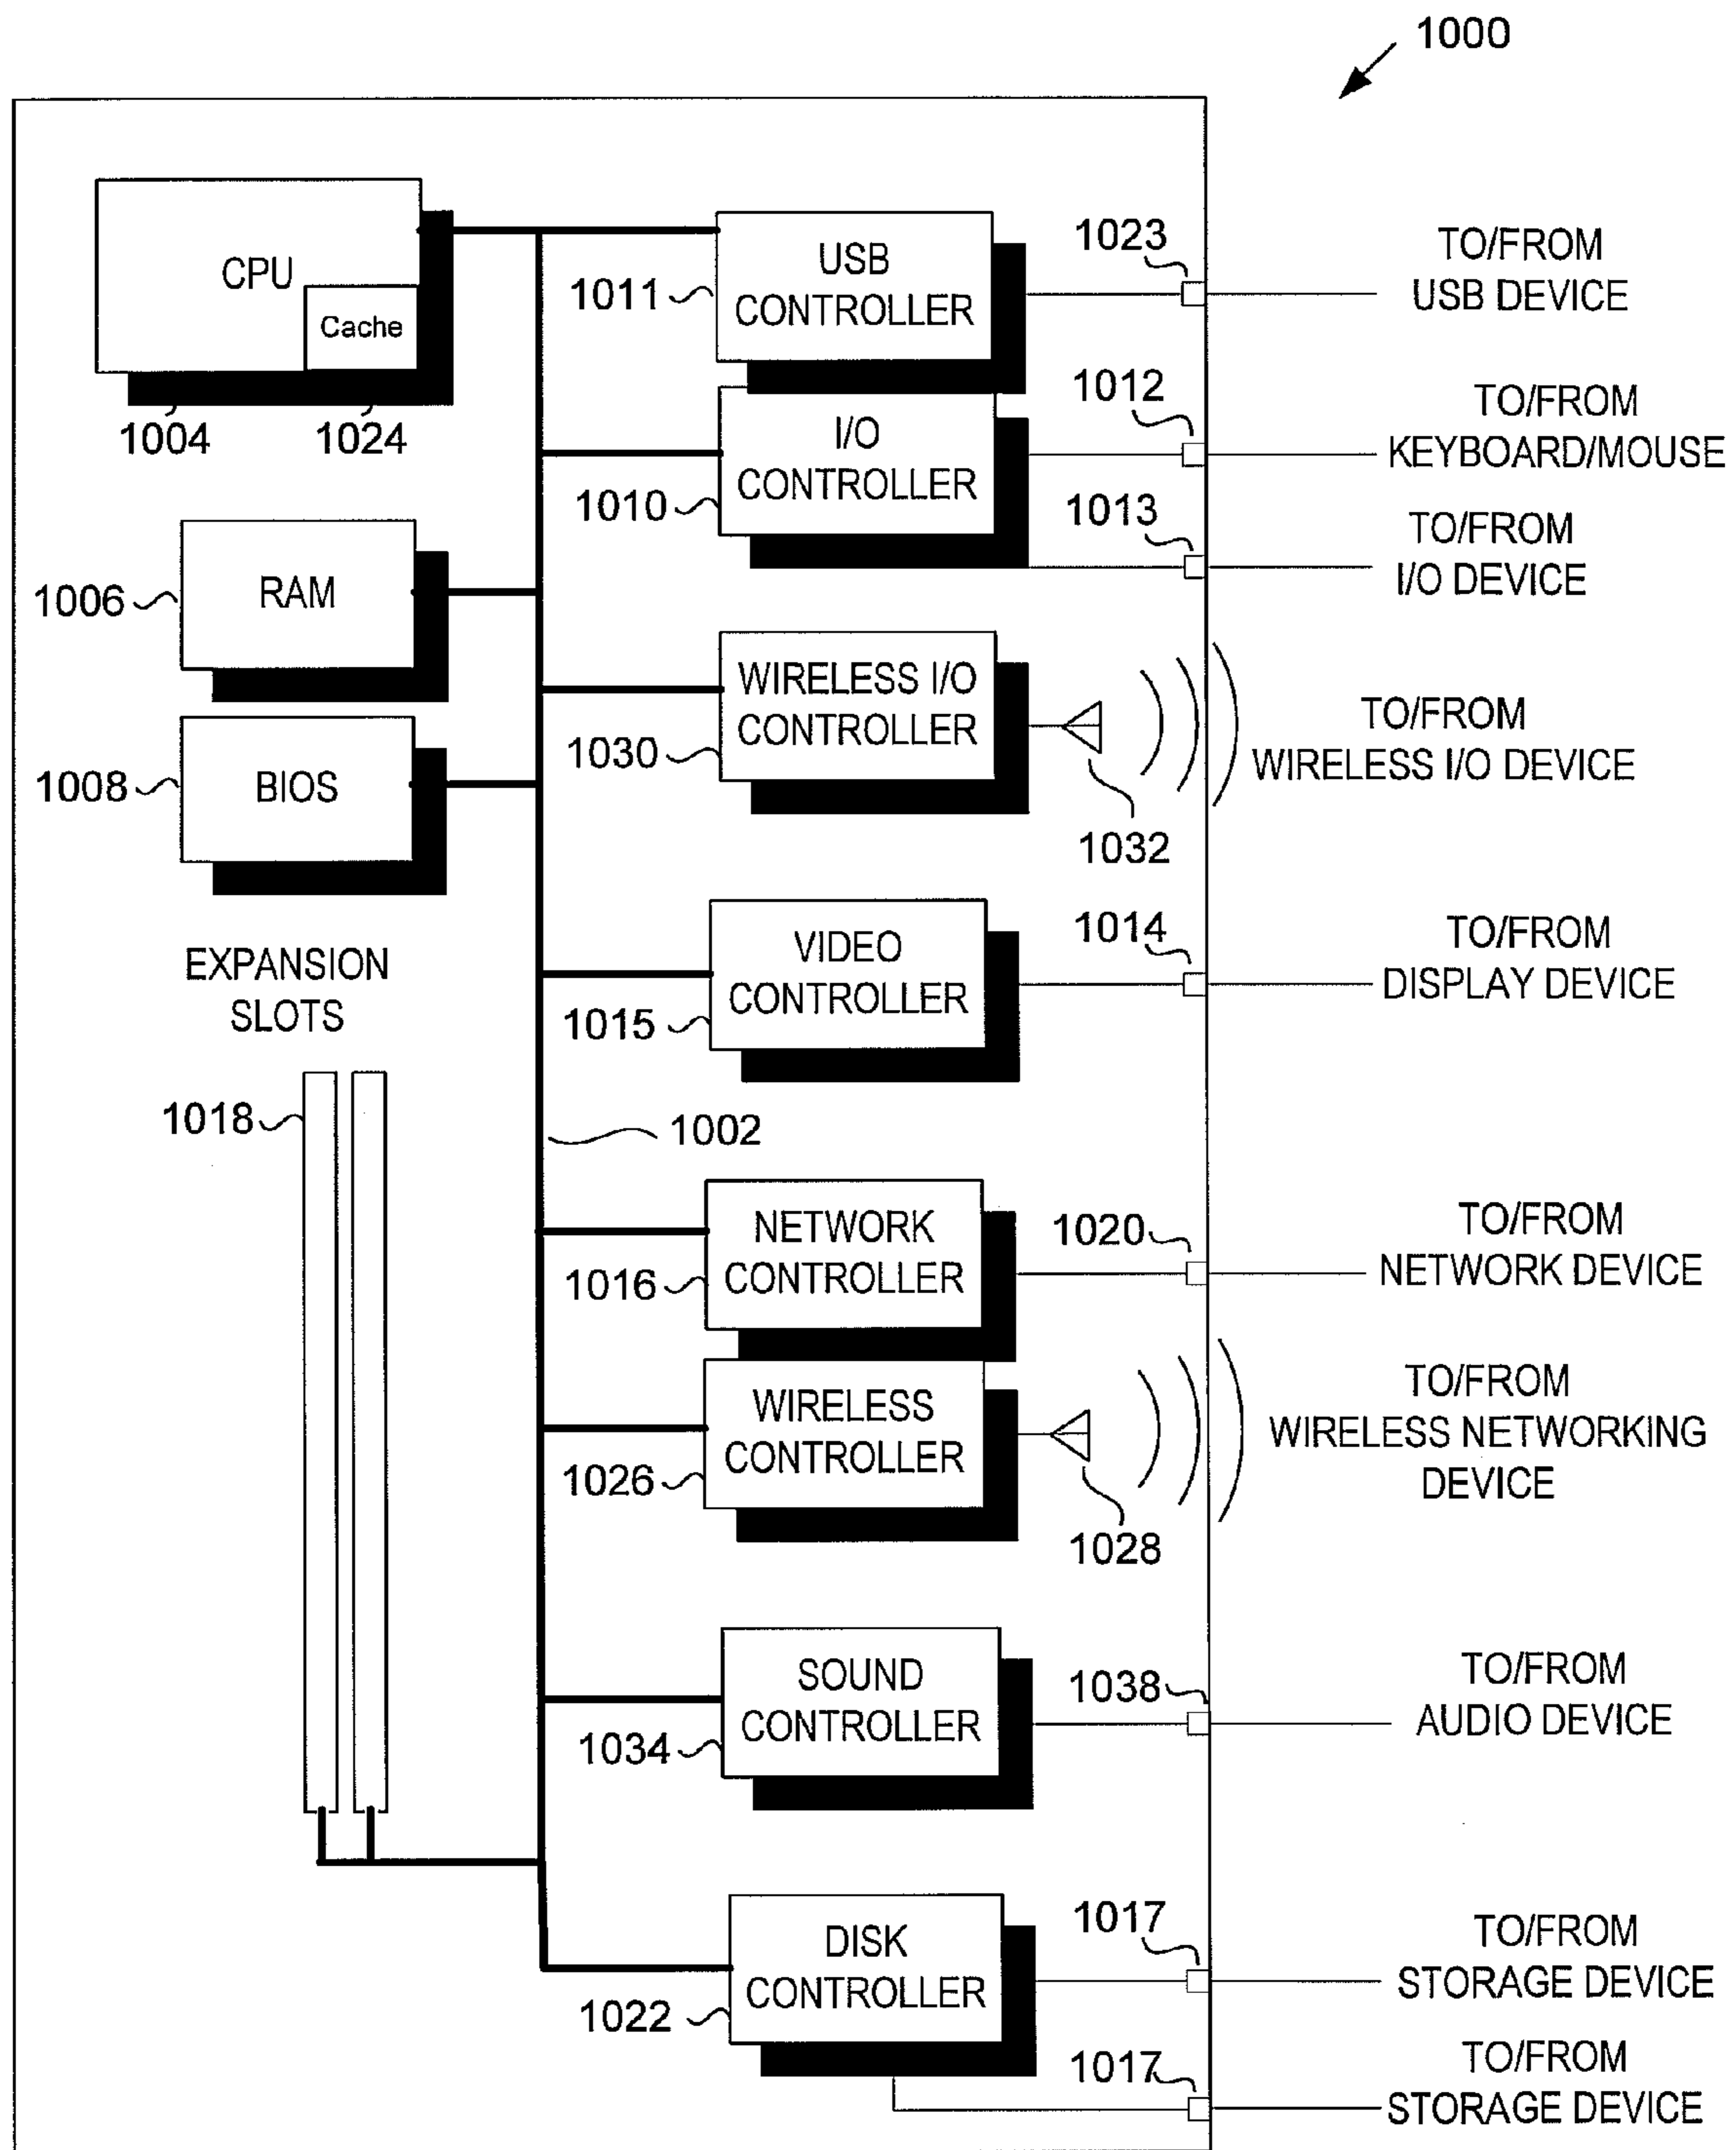 1000
CPU
Cache
1004
1024
USB
CONTROLLER
1011
1023
TO/FROM
USB DEVICE
I/O
CONTROLLER
1010
1012
TO/FROM
KEYBOARD/MOUSE
1013
TO/FROM
I/O DEVICE
RAM
1006
WIRELESS I/O
CONTROLLER
1030
1032
TO/FROM
WIRELESS I/O DEVICE
BIOS
1008
VIDEO
CONTROLLER
1015
1014
TO/FROM
DISPLAY DEVICE
EXPANSION
SLOTS
1018
1002
NETWORK
CONTROLLER
1016
1020
TO/FROM
NETWORK DEVICE
WIRELESS
CONTROLLER
1026
1028
TO/FROM
WIRELESS NETWORKING
DEVICE
SOUND
CONTROLLER
1034
1038
TO/FROM
AUDIO DEVICE
DISK
CONTROLLER
1022
1017
TO/FROM
STORAGE DEVICE
1017
TO/FROM
STORAGE DEVICE